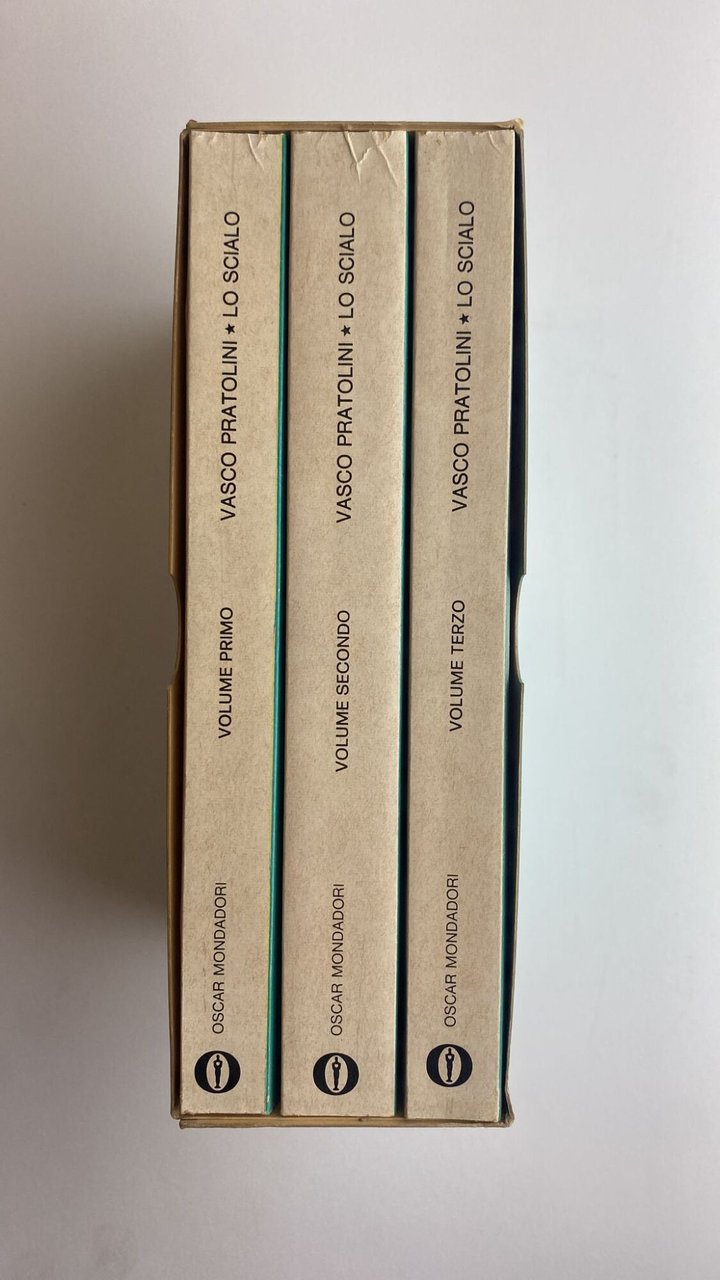 VASCO PRATOLINI ★ LO SCIALO
VOLUME PRIMO
OSCAR MONDADORI
VASCO PRATOLINI ★ LO SCIALO
VOLUME SECONDO
OSCAR MONDADORI
VASCO PRATOLINI ★ LO SCIALO
VOLUME TERZO
OSCAR MONDADORI